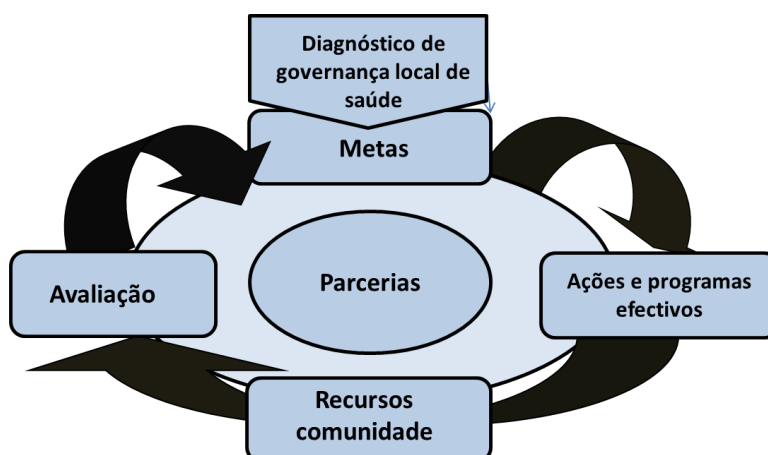 Diagnóstico de
governança local de
saúde
Metas
Parcerias
Avaliação
Ações e programas
efectivos
Recursos
comunidade